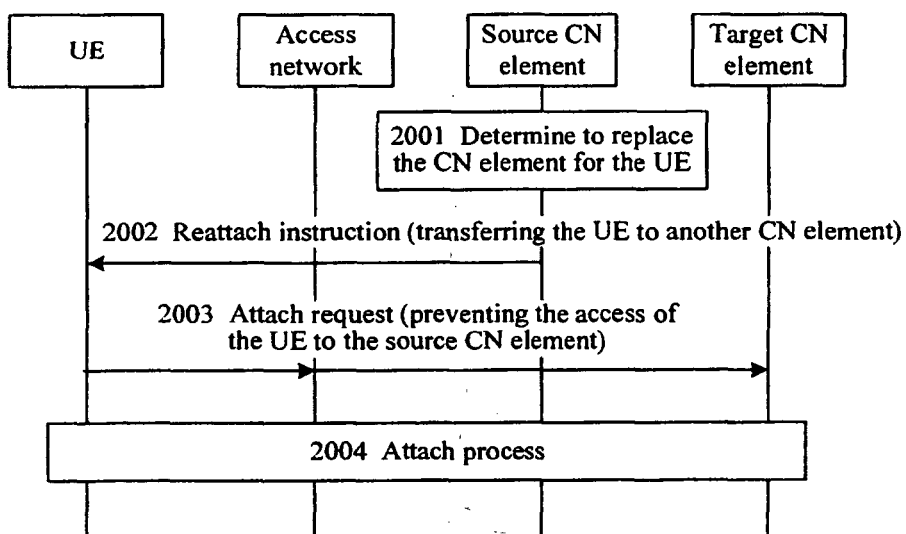 UE
Access
network
Source CN
element
Target CN
element
2001 Determine to replace
the CN element for the UE
2002 Reattach instruction (transferring the UE to another CN element)
2003 Attach request (preventing the access of
the UE to the source CN element)
2004 Attach process